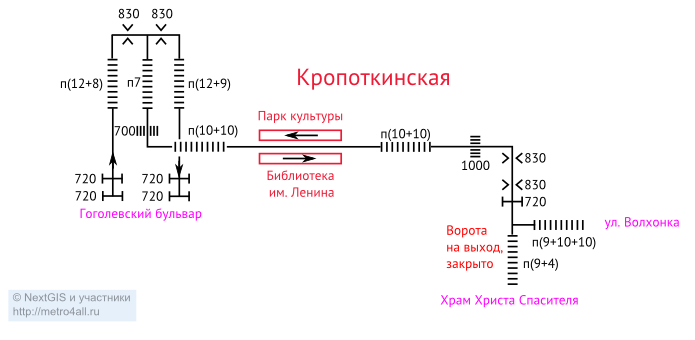 830
830
Кропоткинская
п(12+8)
п7
п(12+9)
Парк культуры
700
п(10+10)
п(10+10)
1000
830
720
720
Библиотека
им. Ленина
830
720
720
720
Гоголевский бульвар
ул. Волхонка
Ворота
на выход,
закрыто
п(9+10+10)
п(9+4)
Храм Христа Спасителя
© NextGIS и участники
http://metro4all.ru